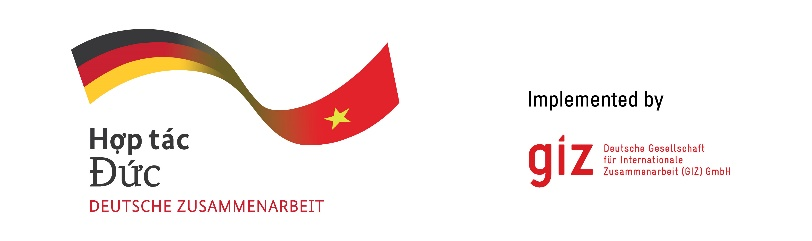 Hợp tác
Đức
DEUTSCHE ZUSAMMENARBEIT
Implemented by
giz
Deutsche Gesellschaft
für Internationale
Zusammenarbeit (GIZ) GmbH